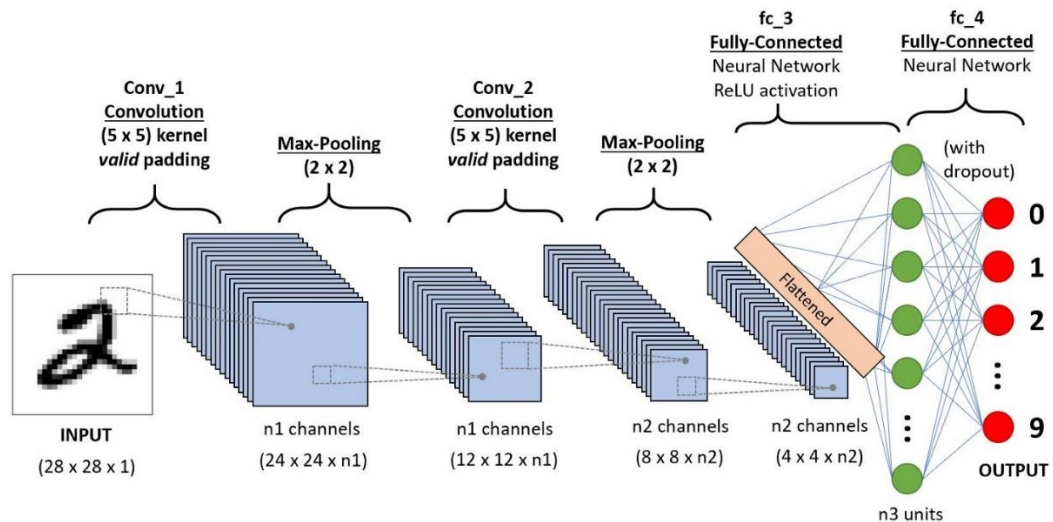 Conv_1
Convolution
(5 x 5) kernel
valid padding
Max-Pooling
(2 x 2)
Conv_2
Convolution
(5 x 5) kernel
valid padding
Max-Pooling
(2 x 2)
fc_3
Fully-Connected
Neural Network
ReLU activation
fc_4
Fully-Connected
Neural Network
(with
dropout)
Flattened
0
1
2
9
OUTPUT
2
INPUT
(28 x 28 x 1)
n1 channels
(24 x 24 x n1)
n1 channels
(12 x 12 x n1)
n2 channels
(8 x 8 x n2)
n2 channels
(4 x 4 x n2)
n3 units